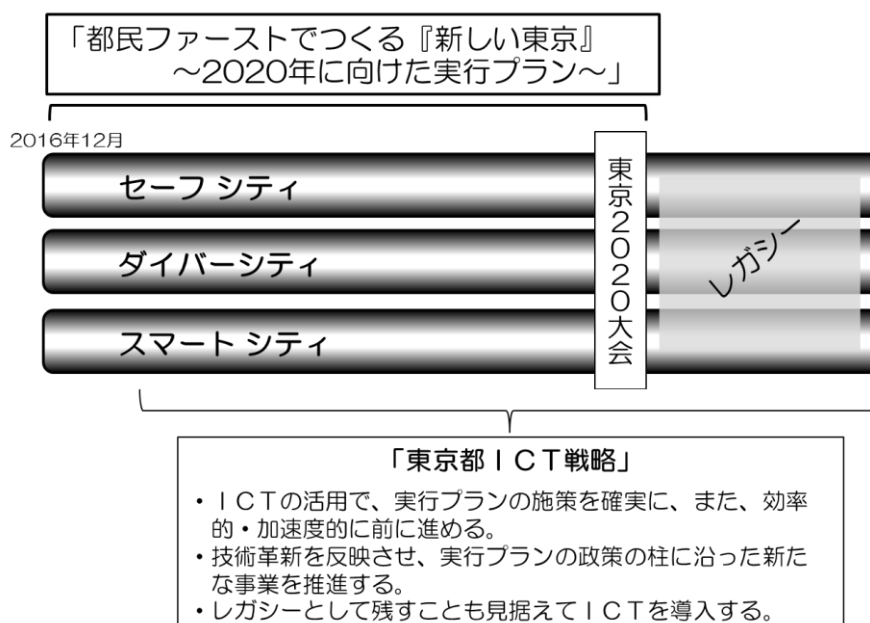 「都民ファーストでつくる『新しい東京』
～2020年に向けた実行プラン～」
2016年12月
セーフ シティ
ダイバーシティ
スマート シティ
東京2020大会
レガシー
「東京都ＩＣＴ戦略」
・ＩＣＴの活用で、実行プランの施策を確実に、また、効率
的・加速度的に前に進める。
・技術革新を反映させ、実行プランの政策の柱に沿った新た
な事業を推進する。
・レガシーとして残すことも見据えてＩＣＴを導入する。